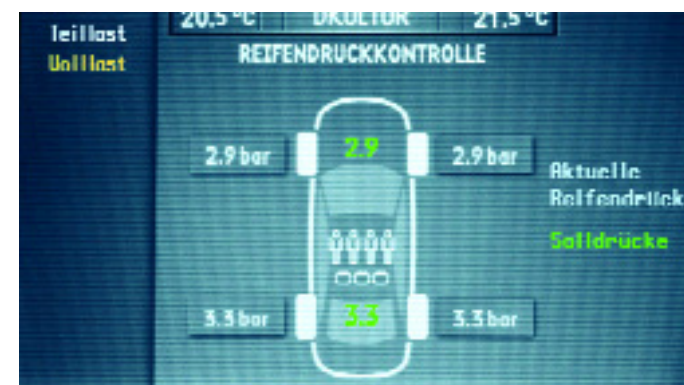 20.5 °C DKULTUR 21.5 °C
Teillast
Volllast
REIFENDRUCKKONTROLLE
2.9 bar 2.9 2.9 bar
Aktuelle
Reifendrück
Solldrücke
3.3 bar 3.3 3.3 bar